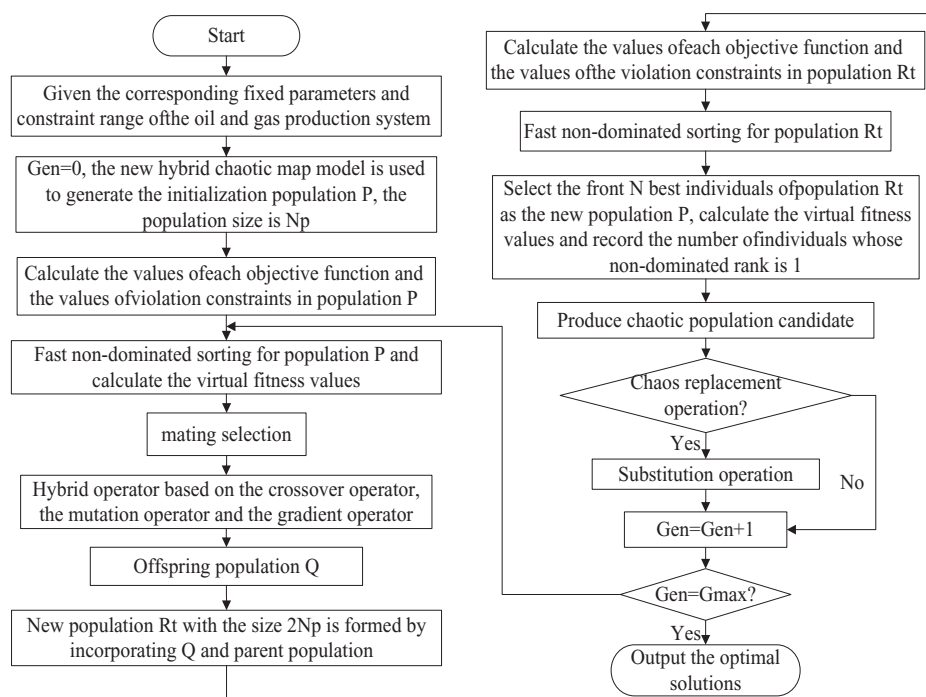 Start
Given the corresponding fixed parameters and
constraint range ofthe oil and gas production system
Gen=0, the new hybrid chaotic map model is used
to generate the initialization population P, the
population size is Np
Calculate the values ofeach objective function and
the values ofviolation constraints in population P
Fast non-dominated sorting for population P and
calculate the virtual fitness values
mating selection
Hybrid operator based on the crossover operator,
the mutation operator and the gradient operator
Offspring population Q
New population Rt with the size 2Np is formed by
incorporating Q and parent population
Calculate the values ofeach objective function and
the values ofthe violation constraints in population Rt
Fast non-dominated sorting for population Rt
Select the front N best individuals ofpopulation Rt
as the new population P, calculate the virtual fitness
values and record the number ofindividuals whose
non-dominated rank is 1
Produce chaotic population candidate
Chaos replacement
operation?
Yes
Substitution operation
No
Gen=Gen+1
Gen=Gmax?
Yes
Output the optimal
solutions